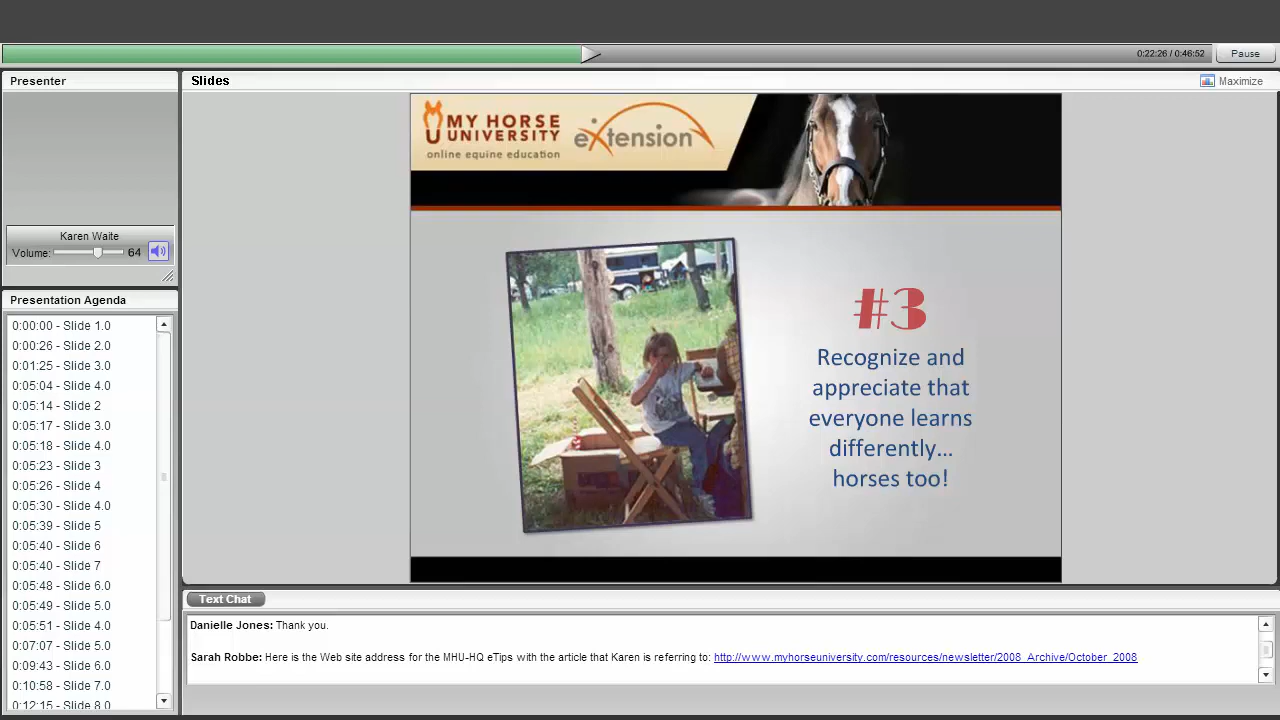 0:22:26 / 0:46:52
Pause
Presenter
Slides
Maximize
MY HORSE
UNIVERSITY
online equine education
eXtension
Karen Waite
Volume: 64
Presentation Agenda
0:00:00 - Slide 1.0
0:00:26 - Slide 2.0
0:01:25 - Slide 3.0
0:05:04 - Slide 4.0
0:05:14 - Slide 2
0:05:17 - Slide 3.0
0:05:18 - Slide 4.0
0:05:23 - Slide 3
0:05:26 - Slide 4
0:05:30 - Slide 4.0
0:05:39 - Slide 5
0:05:40 - Slide 6
0:05:40 - Slide 7
0:05:48 - Slide 6.0
0:05:49 - Slide 5.0
0:05:51 - Slide 4.0
0:07:07 - Slide 5.0
0:09:43 - Slide 6.0
0:10:58 - Slide 7.0
0:12:15 - Slide 8.0
#3
Recognize and
appreciate that
everyone learns
differently...
horses too!
Text Chat
Danielle Jones: Thank you.
Sarah Robbe: Here is the Web site address for the MHU-HQ eTips with the article that Karen is referring to: http://www.myhorseuniversity.com/resources/newsletter/2008_Archive/October_2008